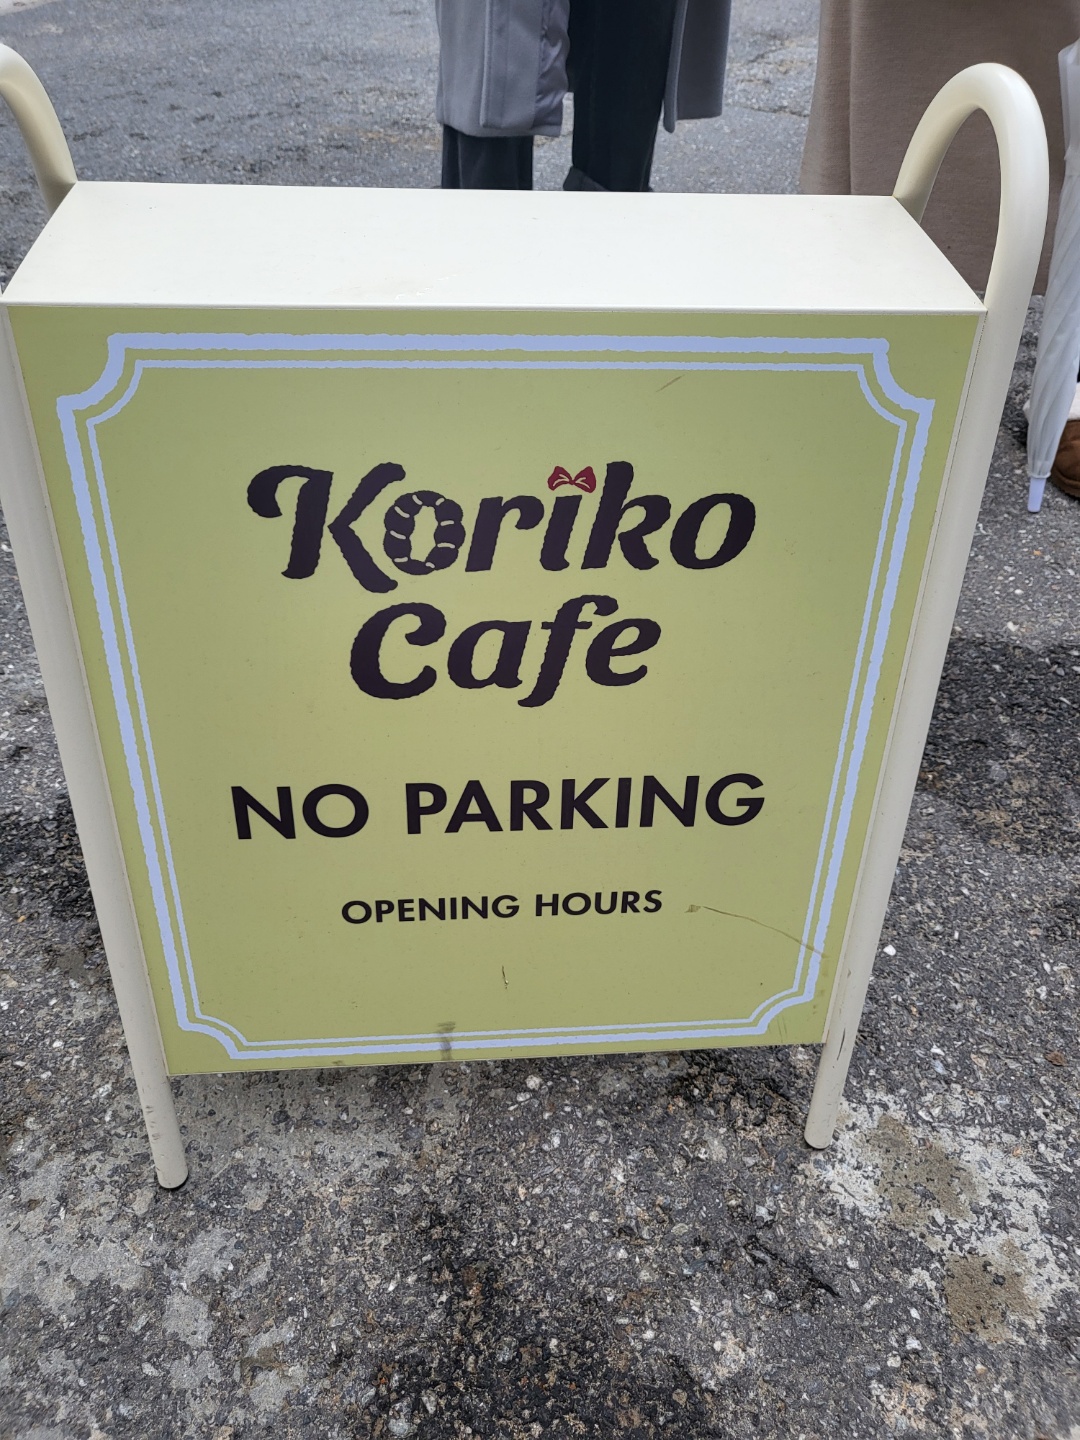 Koriko
Cafe
NO PARKING
OPENING HOURS